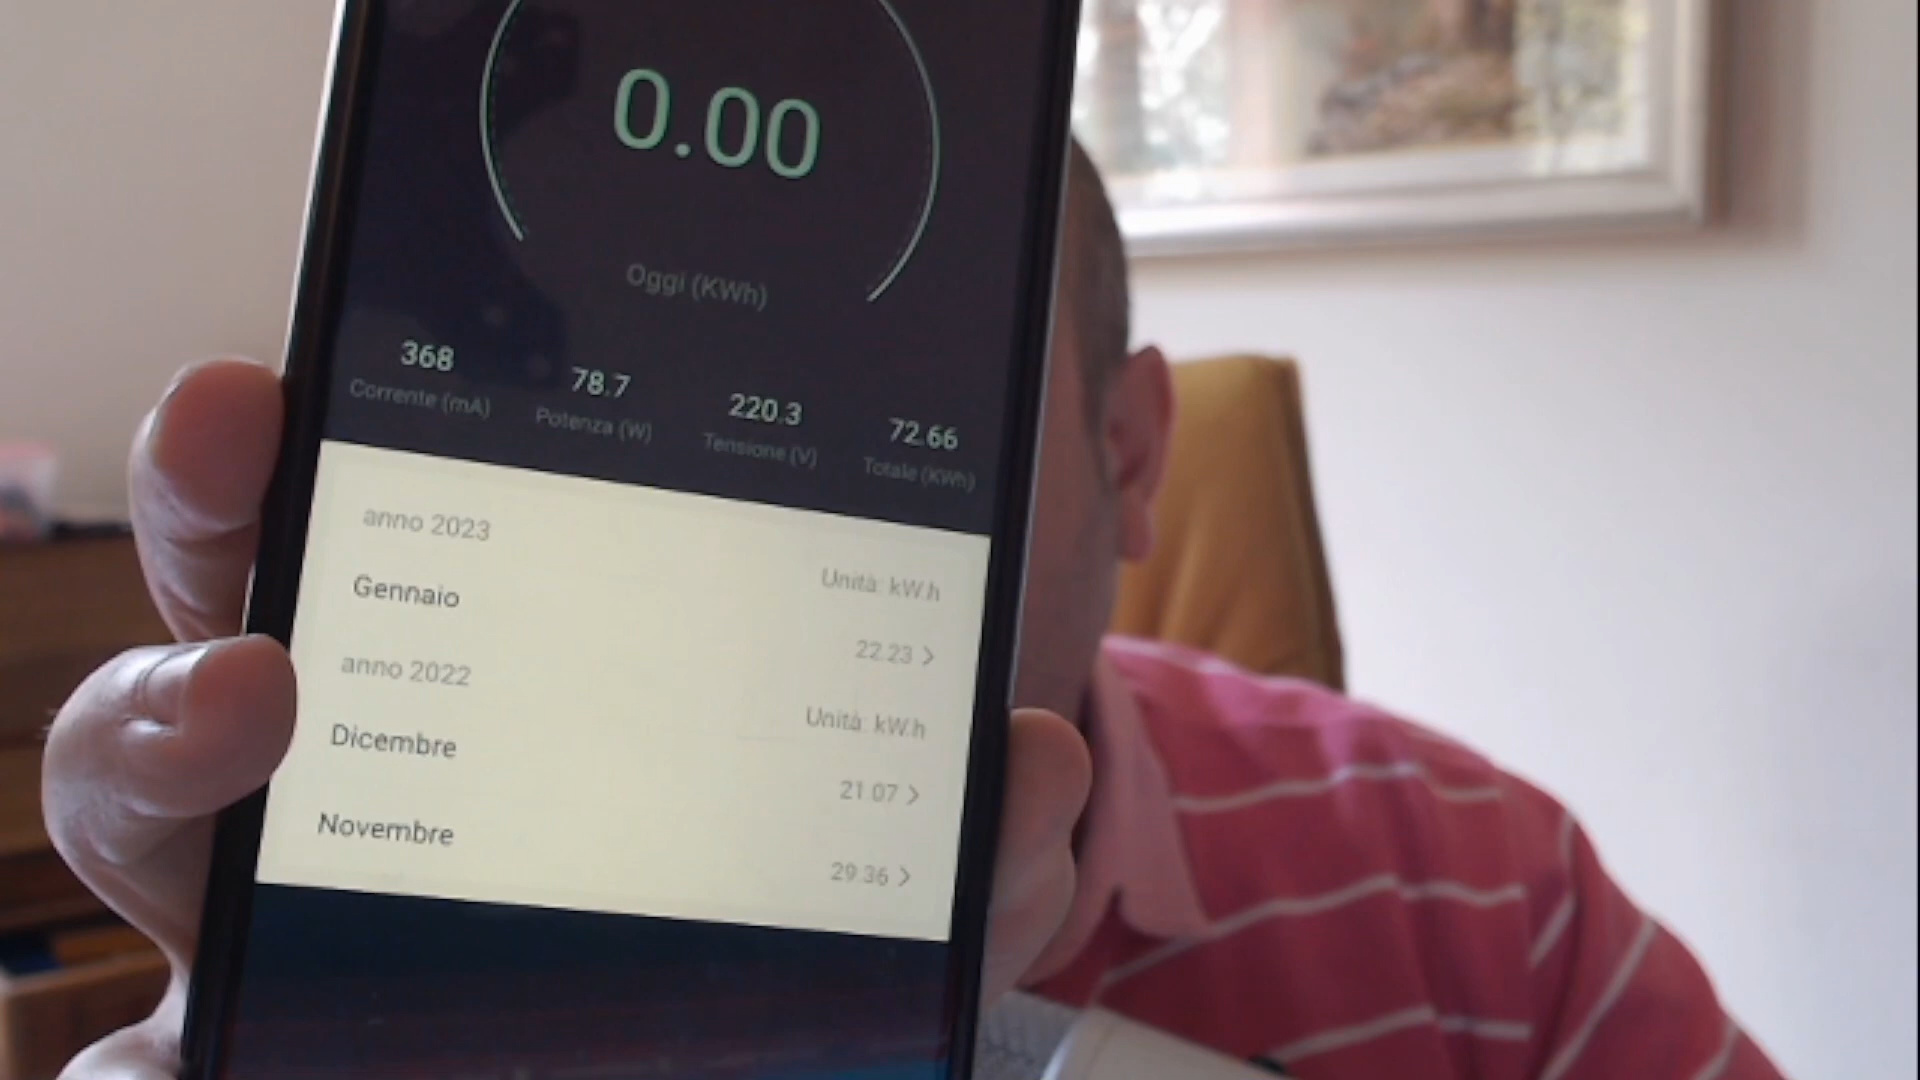 0.00
Oggi (KWh)
368 78.7 220.3 72.66
Corrente (mA) Potenza (W) Tensione (V) Totale (KWh)
anno 2023 Unità: kW.h
Gennaio 22.23 >
anno 2022 Unità: kW.h
Dicembre 21.07 >
Novembre 29.36 >